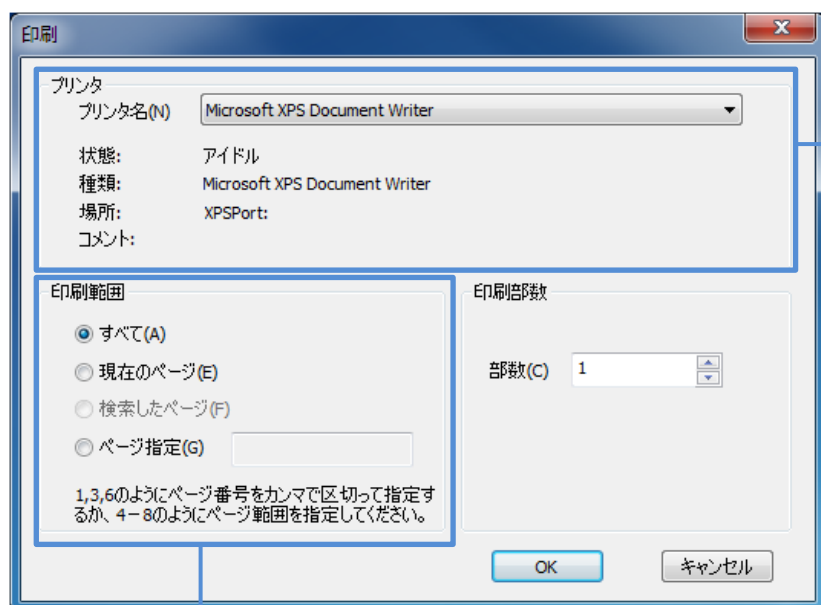 印刷
プリンタ
プリンタ名(N) Microsoft XPS Document Writer
状態: アイドル
種類: Microsoft XPS Document Writer
場所: XPSPort:
コメント:
印刷範囲
すべて(A)
現在のページ(E)
検索したページ(F)
ページ指定(G)
1,3,6のようにページ番号をカンマで区切って指定す
るか、4－8のようにページ範囲を指定してください。
印刷部数
部数(C) 1
OK キャンセル